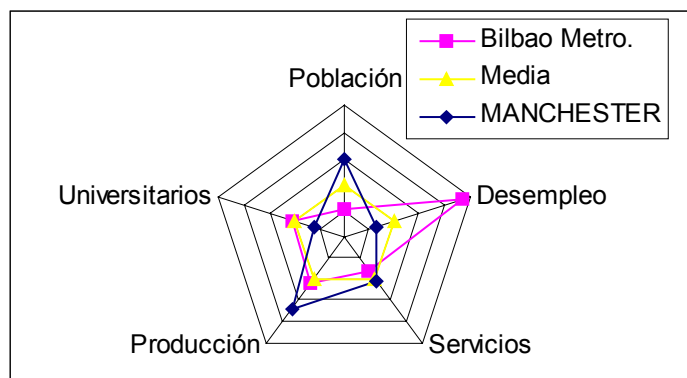 Bilbao Metro.
Media
MANCHESTER
Población
Universitarios
Desempleo
Producción
Servicios